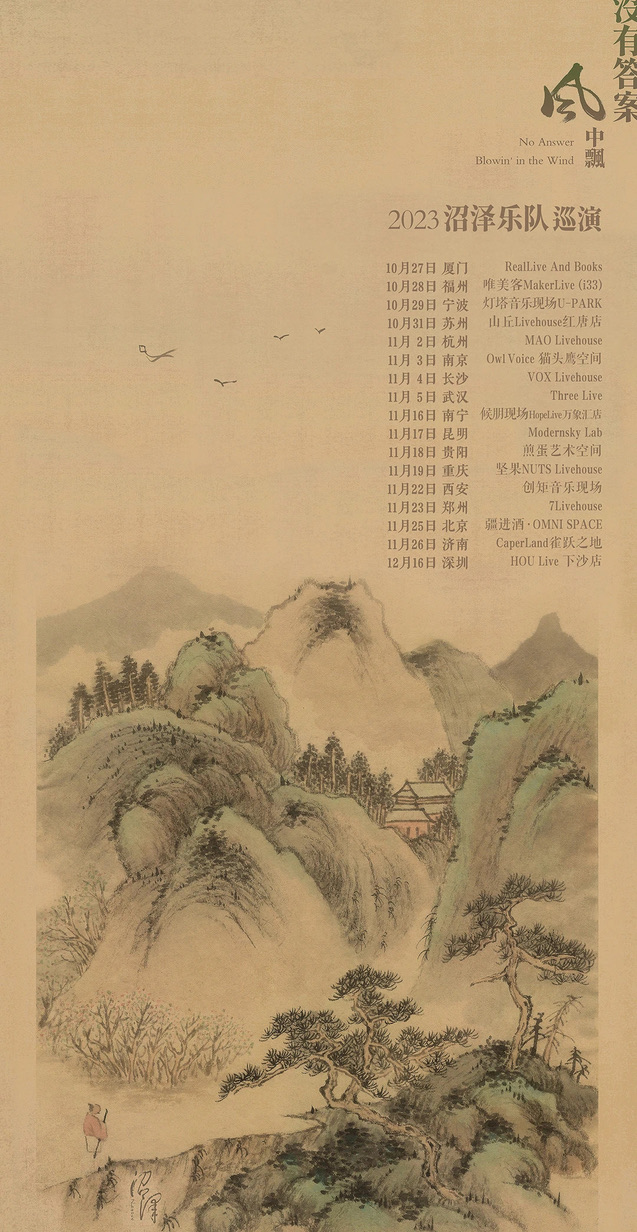 没有答案
风
中飘
No Answer
Blowin' in the Wind
2023沼泽乐队巡演
10月27日 厦门 RealLive And Books
10月28日 福州 唯美客MakerLive (i33)
10月29日 宁波 灯塔音乐现场U-PARK
10月31日 苏州 山丘Livehouse红唐店
11月 2日 杭州 MAO Livehouse
11月 3日 南京 Owl Voice 猫头鹰空间
11月 4日 长沙 VOX Livehouse
11月 5日 武汉 Three Live
11月16日 南宁 候朋现场HopeLive万象汇店
11月17日 昆明 Modernsky Lab
11月18日 贵阳 煎蛋艺术空间
11月19日 重庆 坚果NUTS Livehouse
11月22日 西安 创矩音乐现场
11月23日 郑州 7Livehouse
11月25日 北京 疆进酒·OMNI SPACE
11月26日 济南 CaperLand雀跃之地
12月16日 深圳 HOU Live 下沙店
沼泽